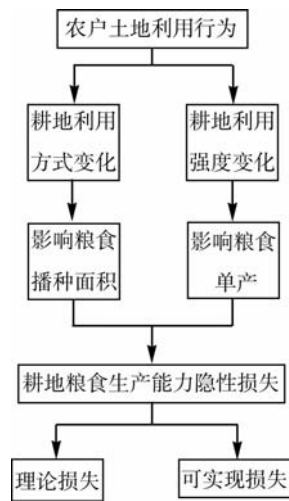 农户土地利用行为
耕地利用
方式变化
耕地利用
强度变化
影响粮食
播种面积
影响粮食
单产
耕地粮食生产能力隐性损失
理论损失
可实现损失